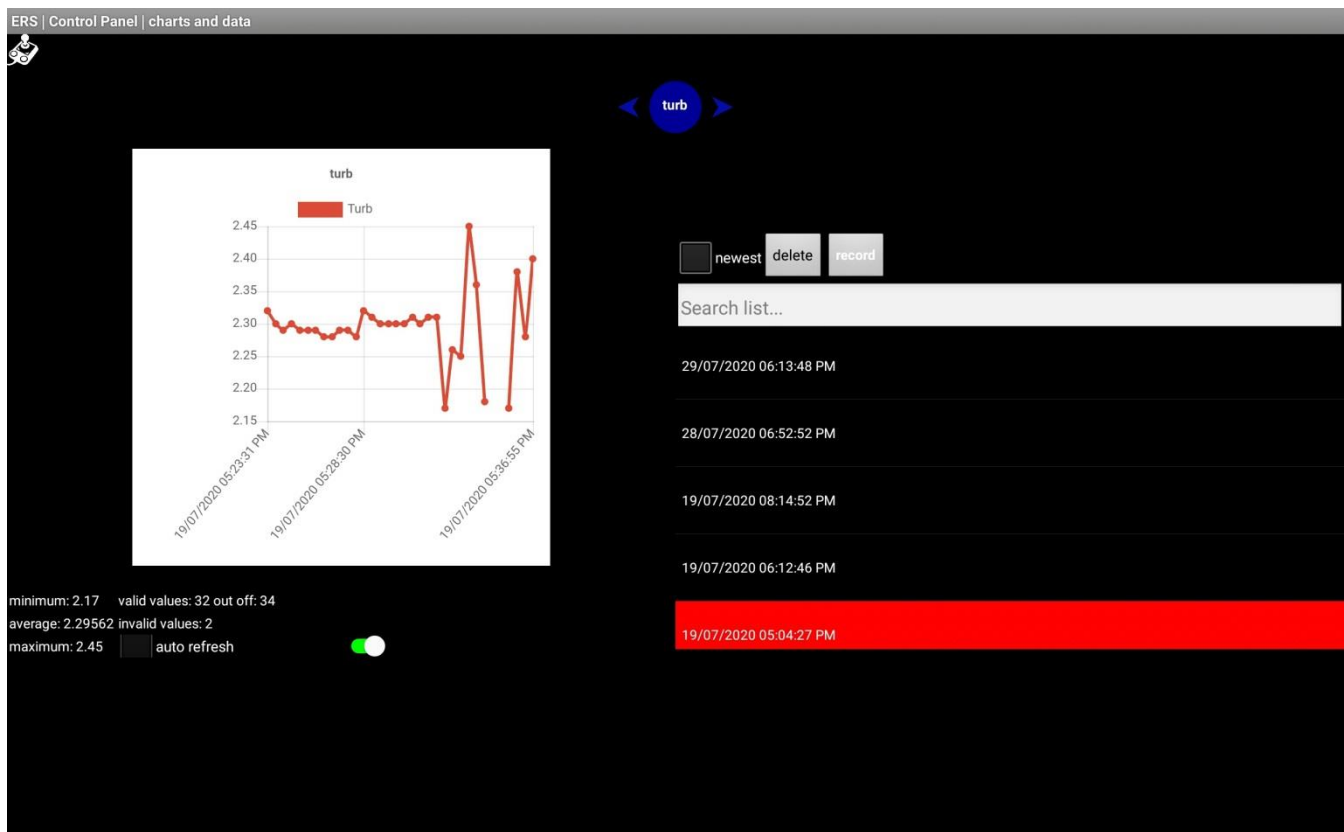 ERS | Control Panel | charts and data
turb
turb
Turb
2.45
2.40
2.35
2.30
2.25
2.20
2.15
19/07/2020 05:23:31 PM
19/07/2020 05:28:30 PM
19/07/2020 05:36:55 PM
minimum: 2.17 valid values: 32 out off: 34
average: 2.29562 invalid values: 2
maximum: 2.45 auto refresh
newest delete record
Search list...
29/07/2020 06:13:48 PM
28/07/2020 06:52:52 PM
19/07/2020 08:14:52 PM
19/07/2020 06:12:46 PM
19/07/2020 05:04:27 PM